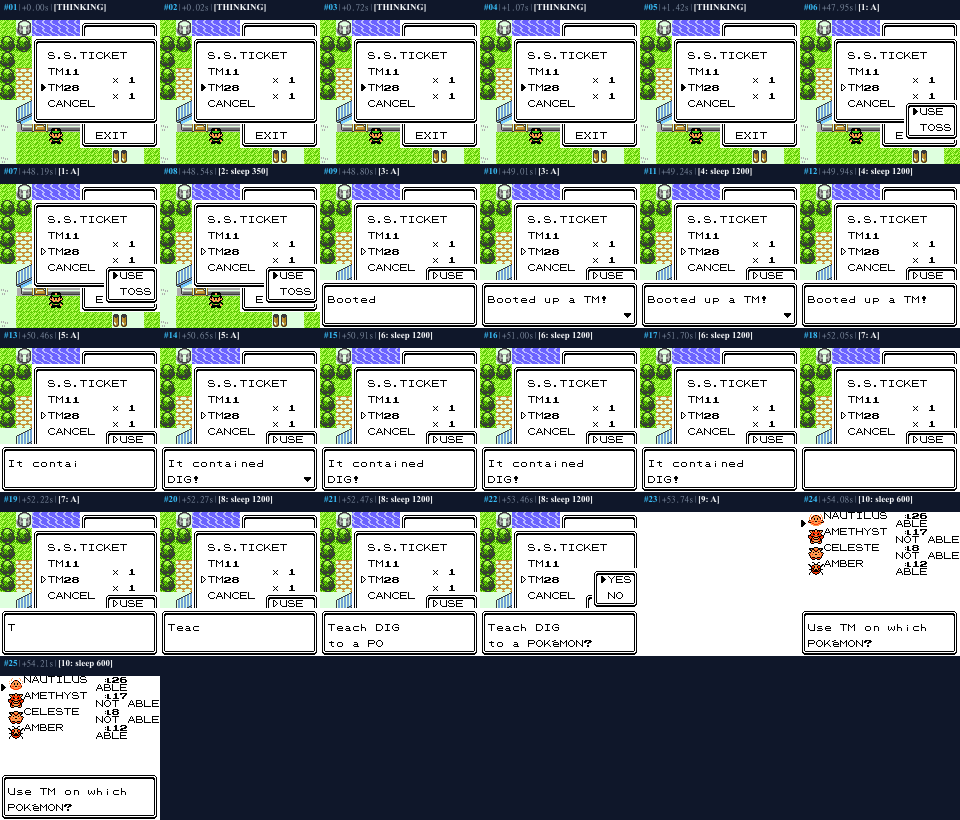 #01|+0.00s|[THINKING]
S.S.TICKET
TM11
× 1
▶TM28
× 1
CANCEL
EXIT
#02|+0.02s|[THINKING]
S.S.TICKET
TM11
× 1
▶TM28
× 1
CANCEL
EXIT
#03|+0.72s|[THINKING]
S.S.TICKET
TM11
× 1
▶TM28
× 1
CANCEL
EXIT
#04|+1.07s|[THINKING]
S.S.TICKET
TM11
× 1
▶TM28
× 1
CANCEL
EXIT
#05|+1.42s|[THINKING]
S.S.TICKET
TM11
× 1
▶TM28
× 1
CANCEL
EXIT
#06|+47.95s|[1: A]
S.S.TICKET
TM11
× 1
▷TM28
× 1
CANCEL
▶USE
TOSS
E
#07|+48.19s|[1: A]
S.S.TICKET
TM11
× 1
▷TM28
× 1
CANCEL
▶USE
TOSS
E
#08|+48.54s|[2: sleep 350]
S.S.TICKET
TM11
× 1
▷TM28
× 1
CANCEL
▶USE
TOSS
E
#09|+48.80s|[3: A]
S.S.TICKET
TM11
× 1
▷TM28
× 1
CANCEL
▷USE
Booted
#10|+49.01s|[3: A]
S.S.TICKET
TM11
× 1
▷TM28
× 1
CANCEL
▷USE
Booted up a TM!
▼
#11|+49.24s|[4: sleep 1200]
S.S.TICKET
TM11
× 1
▷TM28
× 1
CANCEL
▷USE
Booted up a TM!
▼
#12|+49.94s|[4: sleep 1200]
S.S.TICKET
TM11
× 1
▷TM28
× 1
CANCEL
▷USE
Booted up a TM!
#13|+50.46s|[5: A]
S.S.TICKET
TM11
× 1
▷TM28
× 1
CANCEL
▷USE
It contai
#14|+50.65s|[5: A]
S.S.TICKET
TM11
× 1
▷TM28
× 1
CANCEL
▷USE
It contained
DIG! ▼
#15|+50.91s|[6: sleep 1200]
S.S.TICKET
TM11
× 1
▷TM28
× 1
CANCEL
▷USE
It contained
DIG!
#16|+51.00s|[6: sleep 1200]
S.S.TICKET
TM11
× 1
▷TM28
× 1
CANCEL
▷USE
It contained
DIG!
#17|+51.70s|[6: sleep 1200]
S.S.TICKET
TM11
× 1
▷TM28
× 1
CANCEL
▷USE
It contained
DIG!
#18|+52.05s|[7: A]
S.S.TICKET
TM11
× 1
▷TM28
× 1
CANCEL
▷USE
#19|+52.22s|[7: A]
S.S.TICKET
TM11
× 1
▷TM28
× 1
CANCEL
▷USE
T
#20|+52.27s|[8: sleep 1200]
S.S.TICKET
TM11
× 1
▷TM28
× 1
CANCEL
▷USE
Teac
#21|+52.47s|[8: sleep 1200]
S.S.TICKET
TM11
× 1
▷TM28
× 1
CANCEL
▷USE
Teach DIG
to a PO
#22|+53.46s|[8: sleep 1200]
S.S.TICKET
TM11
× 1
▷TM28
CANCEL
▶YES
NO
Teach DIG
to a POKéMON?
#23|+53.74s|[9: A]
#24|+54.08s|[10: sleep 600]
▶NAUTILUS :L26
ABLE
AMETHYST :L17
NOT ABLE
CELESTE :L8
NOT ABLE
AMBER :L12
ABLE
Use TM on which
POKéMON?
#25|+54.21s|[10: sleep 600]
▶NAUTILUS :L26
ABLE
AMETHYST :L17
NOT ABLE
CELESTE :L8
NOT ABLE
AMBER :L12
ABLE
Use TM on which
POKéMON?